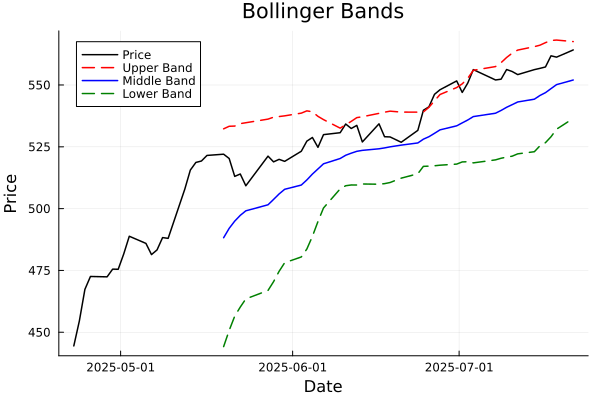 Bollinger Bands
Price
Upper Band
Middle Band
Lower Band
550
525
500
475
450
Price
2025-05-01 2025-06-01 2025-07-01
Date